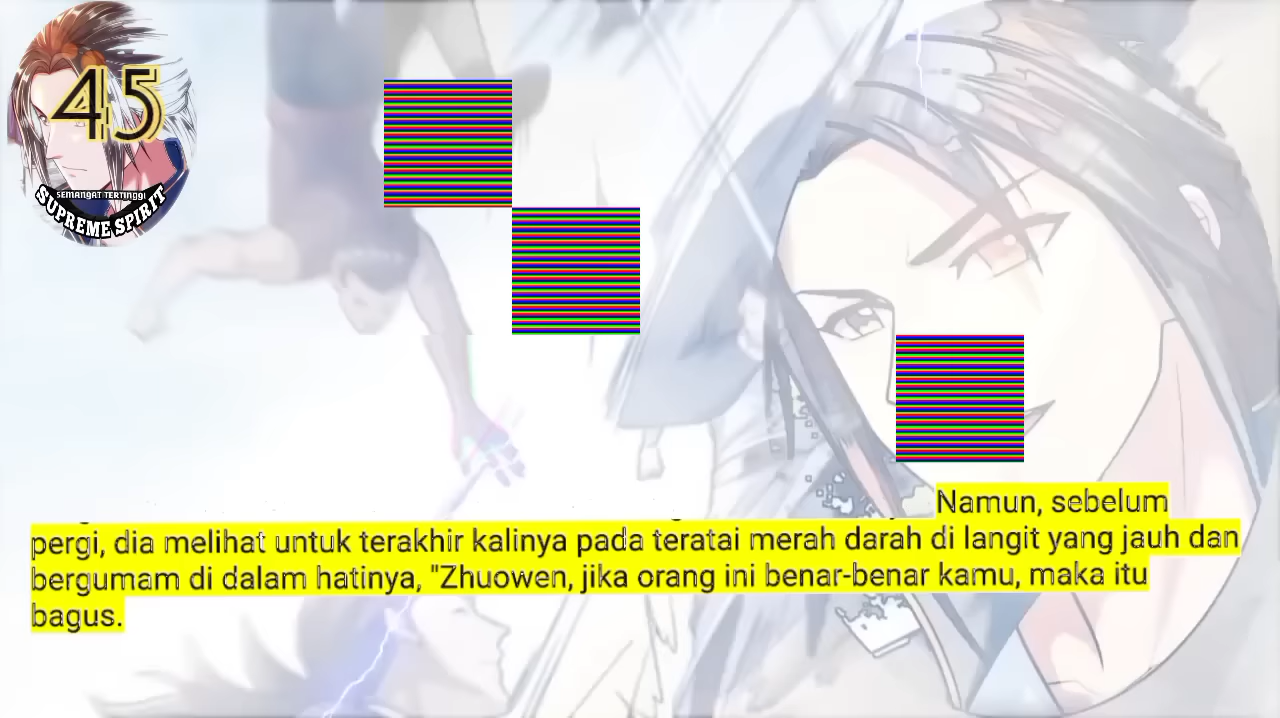 45
SEMANGAT TERTINGGI
SUPREME SPIRIT
Namun, sebelum
pergi, dia melihat untuk terakhir kalinya pada teratai merah darah di langit yang jauh dan
bergumam di dalam hatinya, "Zhuowen, jika orang ini benar-benar kamu, maka itu
bagus.